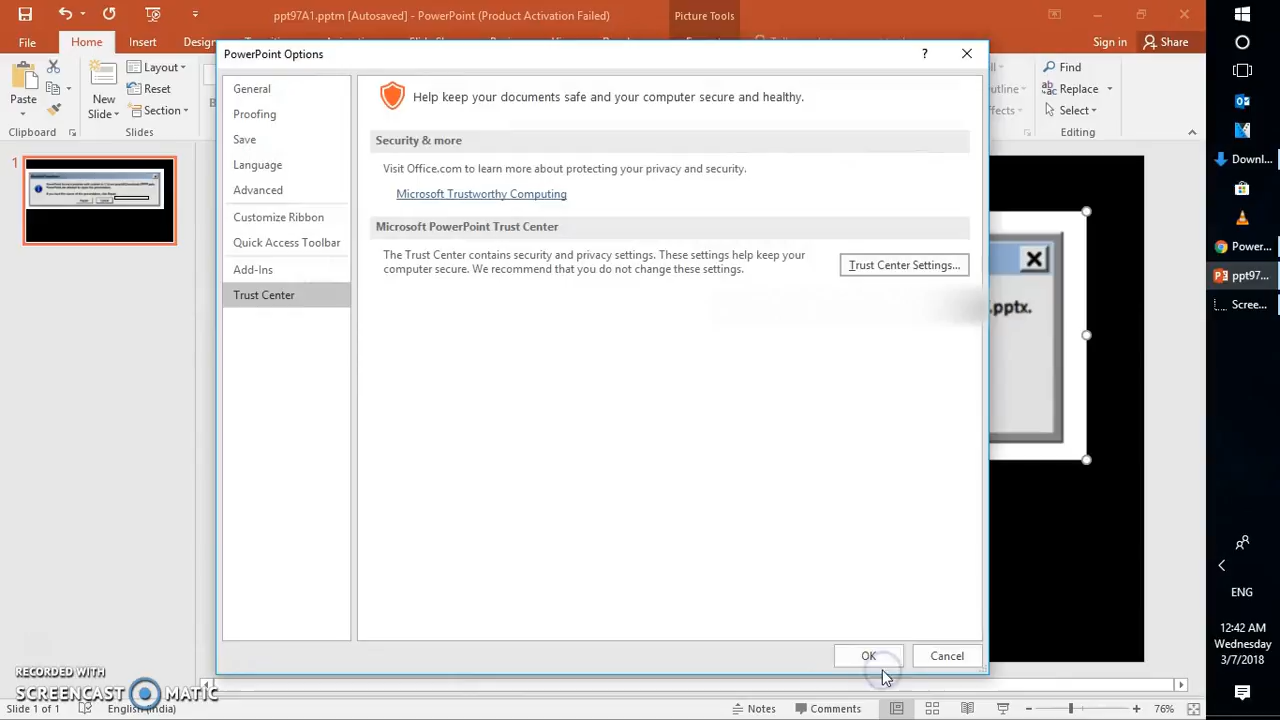 ppt97A1.pptm [Autosaved] - PowerPoint (Product Activation Failed)
Picture Tools
File
Home
Insert
Sign in
Share
Paste
Clipboard
New
Slide
Layout
Reset
Section
Slides
Find
Replace
Select
Editing
PowerPoint Options
?
General
Proofing
Save
Language
Advanced
Customize Ribbon
Quick Access Toolbar
Add-Ins
Trust Center
Help keep your documents safe and your computer secure and healthy.
Security & more
Visit Office.com to learn more about protecting your privacy and security.
Microsoft Trustworthy Computing
Microsoft PowerPoint Trust Center
The Trust Center contains security and privacy settings. These settings help keep your
computer secure. We recommend that you do not change these settings.
Trust Center Settings...
OK
Cancel
1
.pptx.
Downl...
Power...
ppt97...
Scree...
ENG
12:42 AM
Wednesday
3/7/2018
RECORDED WITH
SCREENCAST MATIC
Slide 1 of 1
English (India)
Notes
Comments
76%